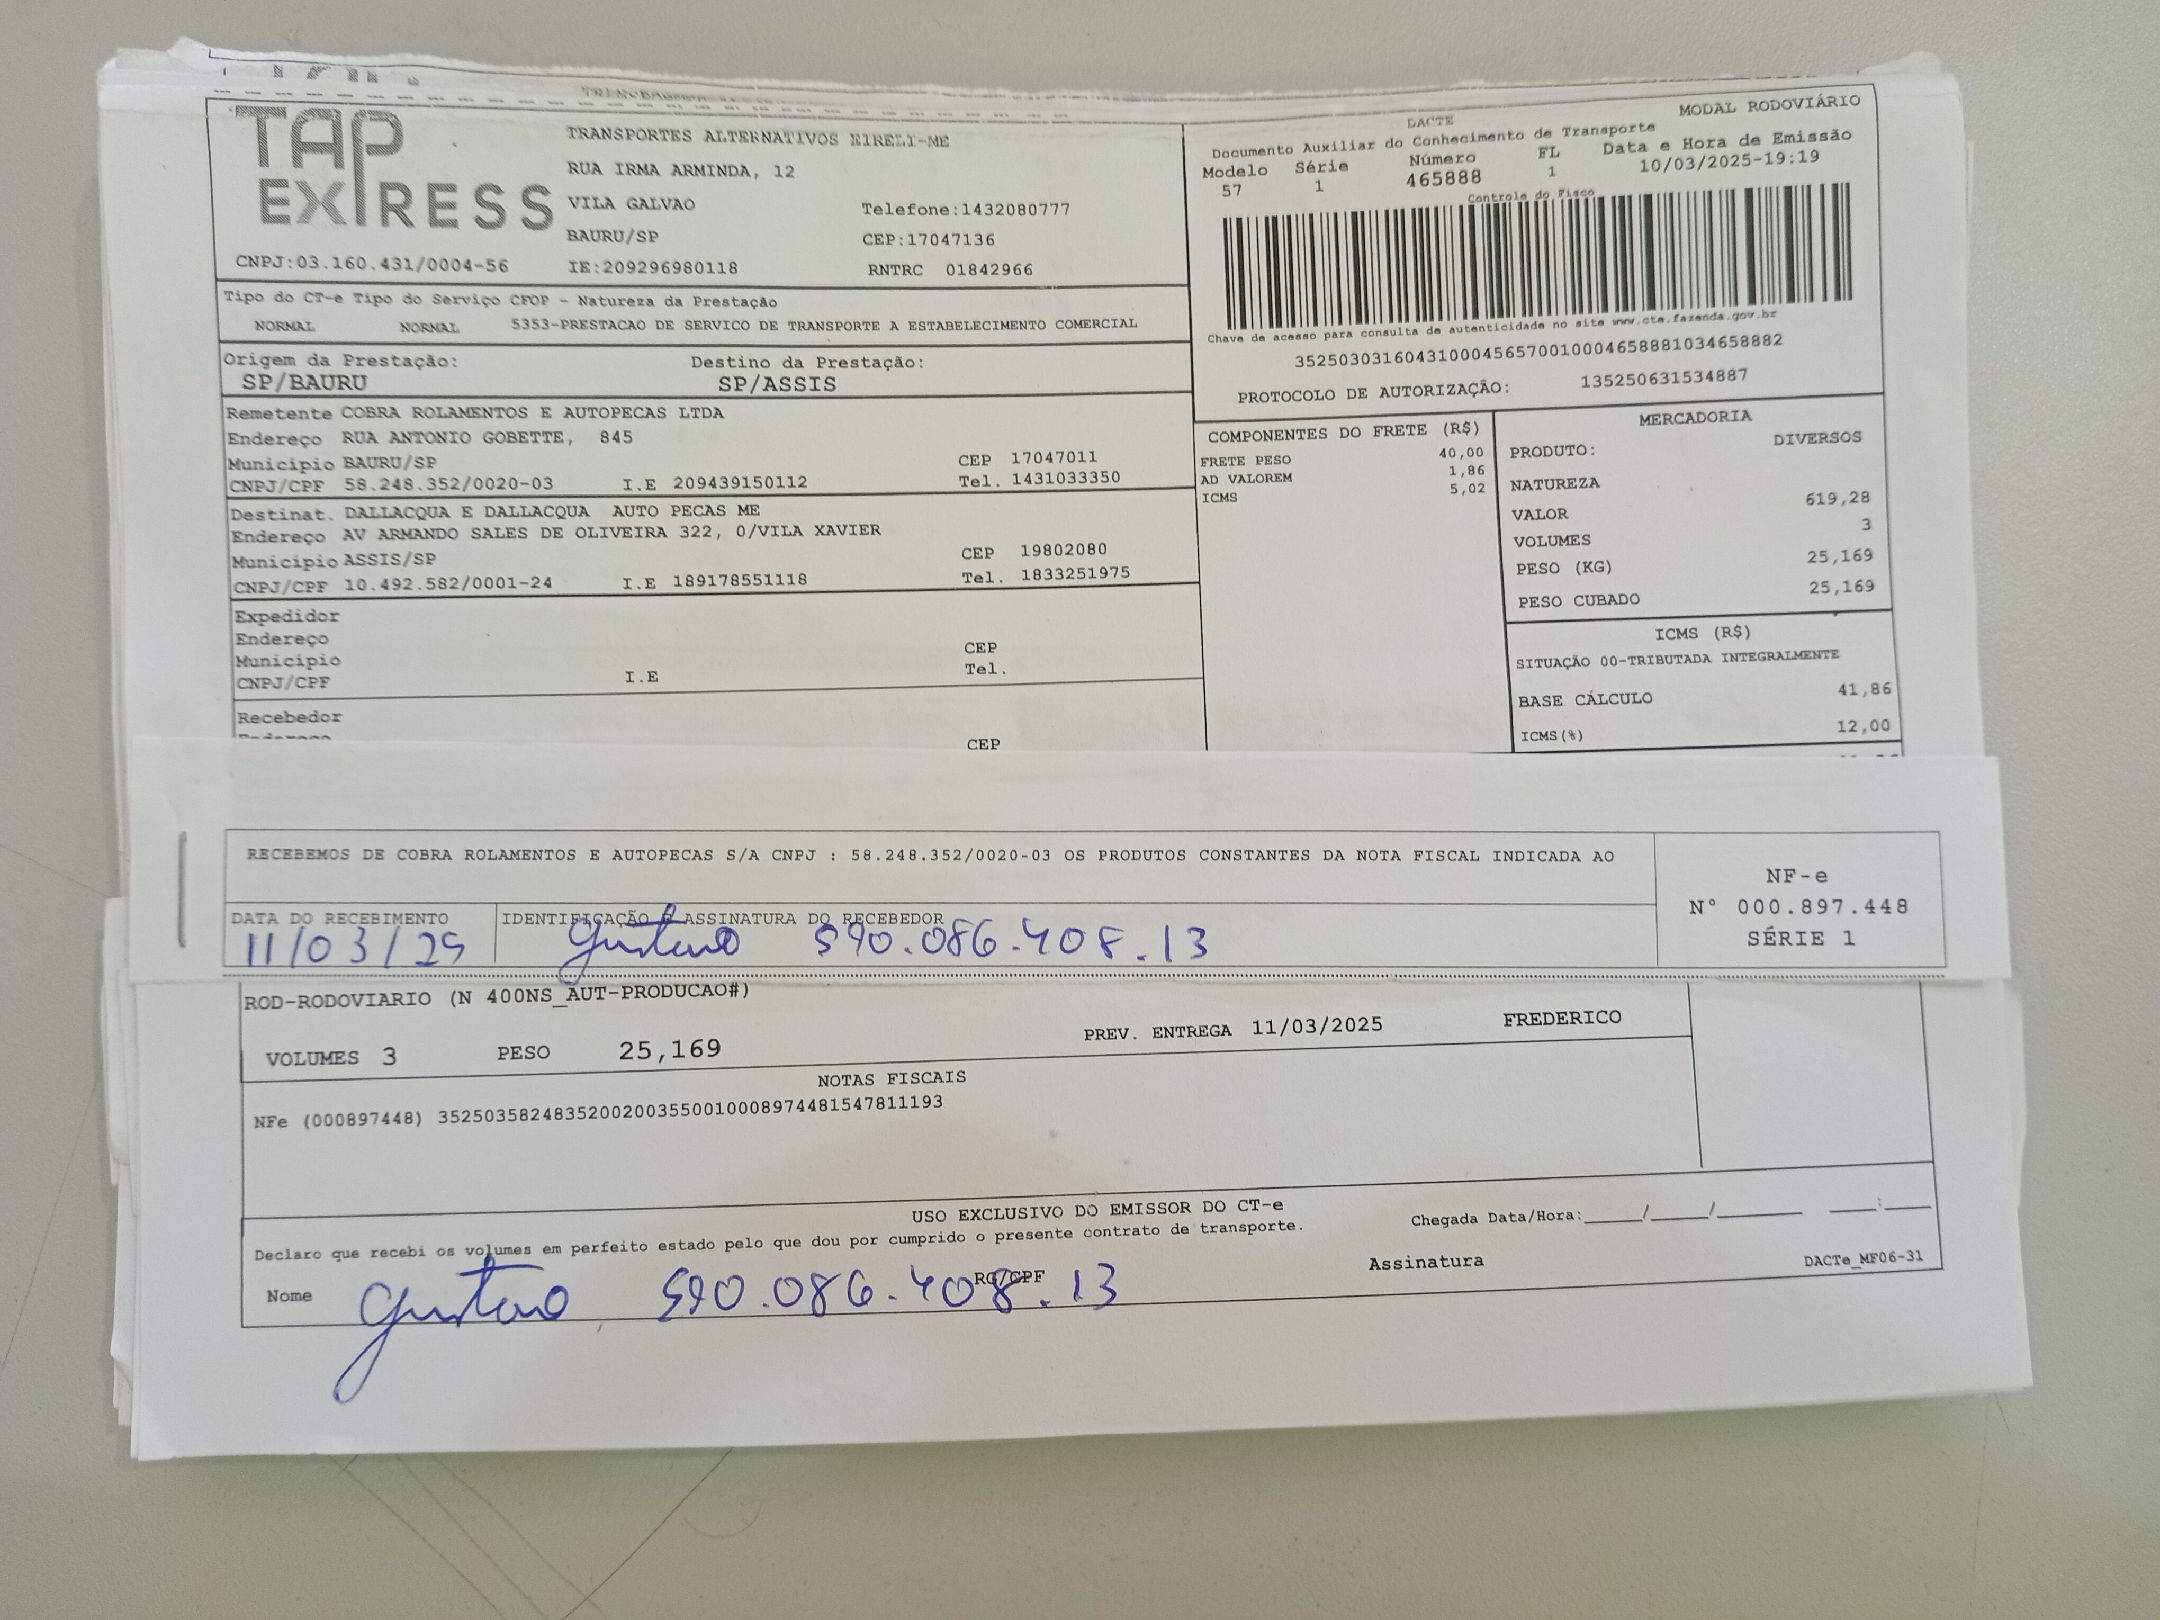 TAP EXPRESS
TRANSPORTES ALTERNATIVOS EIRELI-ME
RUA IRMA ARMINDA, 12
VILA GALVAO Telefone:1432080777
BAURU/SP CEP:17047136
CNPJ:03.160.431/0004-56 IE:209296980118 RNTRC 01842966
DACTE MODAL RODOVIÁRIO
Documento Auxiliar do Conhecimento de Transporte
Modelo Série Número FL Data e Hora de Emissão
57 1 465888 1 10/03/2025-19:19
Controle do Fisco
Chave de acesso para consulta de autenticidade no site www.cte.fazenda.gov.br
35250303160431000456570010004658881034658882
PROTOCOLO DE AUTORIZAÇÃO: 135250631534887
Tipo do CT-e Tipo do Serviço CFOP - Natureza da Prestação
NORMAL NORMAL 5353-PRESTACAO DE SERVICO DE TRANSPORTE A ESTABELECIMENTO COMERCIAL
Origem da Prestação: Destino da Prestação:
SP/BAURU SP/ASSIS
Remetente COBRA ROLAMENTOS E AUTOPECAS LTDA
Endereço RUA ANTONIO GOBETTE, 845
Município BAURU/SP CEP 17047011
CNPJ/CPF 58.248.352/0020-03 I.E 209439150112 Tel. 1431033350
Destinat. DALLACQUA E DALLACQUA AUTO PECAS ME
Endereço AV ARMANDO SALES DE OLIVEIRA 322, 0/VILA XAVIER
Município ASSIS/SP CEP 19802080
CNPJ/CPF 10.492.582/0001-24 I.E 189178551118 Tel. 1833251975
Expedidor
Endereço
Município CEP
CNPJ/CPF I.E Tel.
Recebedor
Endereço CEP
COMPONENTES DO FRETE (R$)
FRETE PESO 40,00
AD VALOREM 1,86
ICMS 5,02
MERCADORIA
PRODUTO: DIVERSOS
NATUREZA
VALOR 619,28
VOLUMES 3
PESO (KG) 25,169
PESO CUBADO 25,169
ICMS (R$)
SITUAÇÃO 00-TRIBUTADA INTEGRALMENTE
BASE CÁLCULO 41,86
ICMS(%) 12,00
RECEBEMOS DE COBRA ROLAMENTOS E AUTOPECAS S/A CNPJ : 58.248.352/0020-03 OS PRODUTOS CONSTANTES DA NOTA FISCAL INDICADA AO
NF-e
Nº 000.897.448
SÉRIE 1
DATA DO RECEBIMENTO IDENTIFICAÇÃO E ASSINATURA DO RECEBEDOR
11/03/25 Gustavo 590.086.408.13
ROD-RODOVIARIO (N 400NS_AUT-PRODUCAO#)
VOLUMES 3 PESO 25,169 PREV. ENTREGA 11/03/2025 FREDERICO
NOTAS FISCAIS
NFe (000897448) 35250358248352002003550010008974481547811193
USO EXCLUSIVO DO EMISSOR DO CT-e
Declaro que recebi os volumes em perfeito estado pelo que dou por cumprido o presente contrato de transporte.
Chegada Data/Hora:_____/_____/________ ____:____
Nome Gustavo RG/CPF 590.086.408.13 Assinatura DACTe_MF06-31